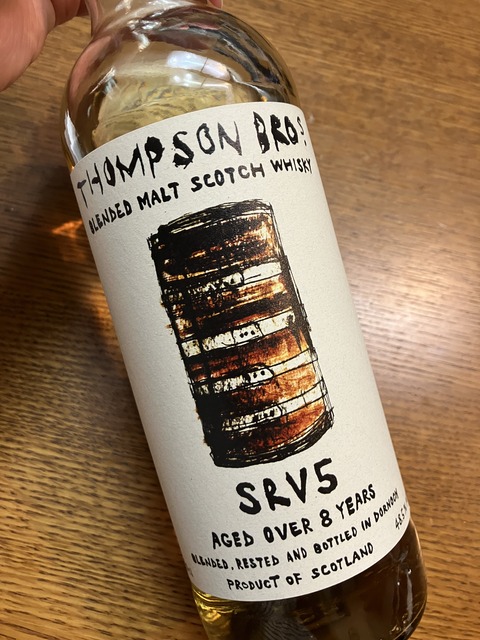 THOMPSON BROS.
BLENDED MALT SCOTCH WHISKY
SRV5
AGED OVER 8 YEARS
BLENDED, RESTED AND BOTTLED IN DORNOCH
PRODUCT OF SCOTLAND